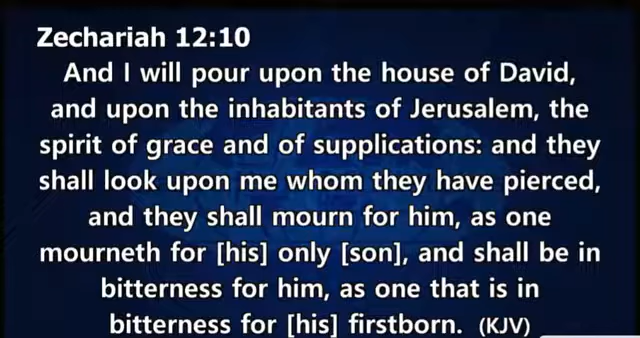 Zechariah 12:10
And I will pour upon the house of David,
and upon the inhabitants of Jerusalem, the
spirit of grace and of supplications: and they
shall look upon me whom they have pierced,
and they shall mourn for him, as one
mourneth for [his] only [son], and shall be in
bitterness for him, as one that is in
bitterness for [his] firstborn. (KJV)